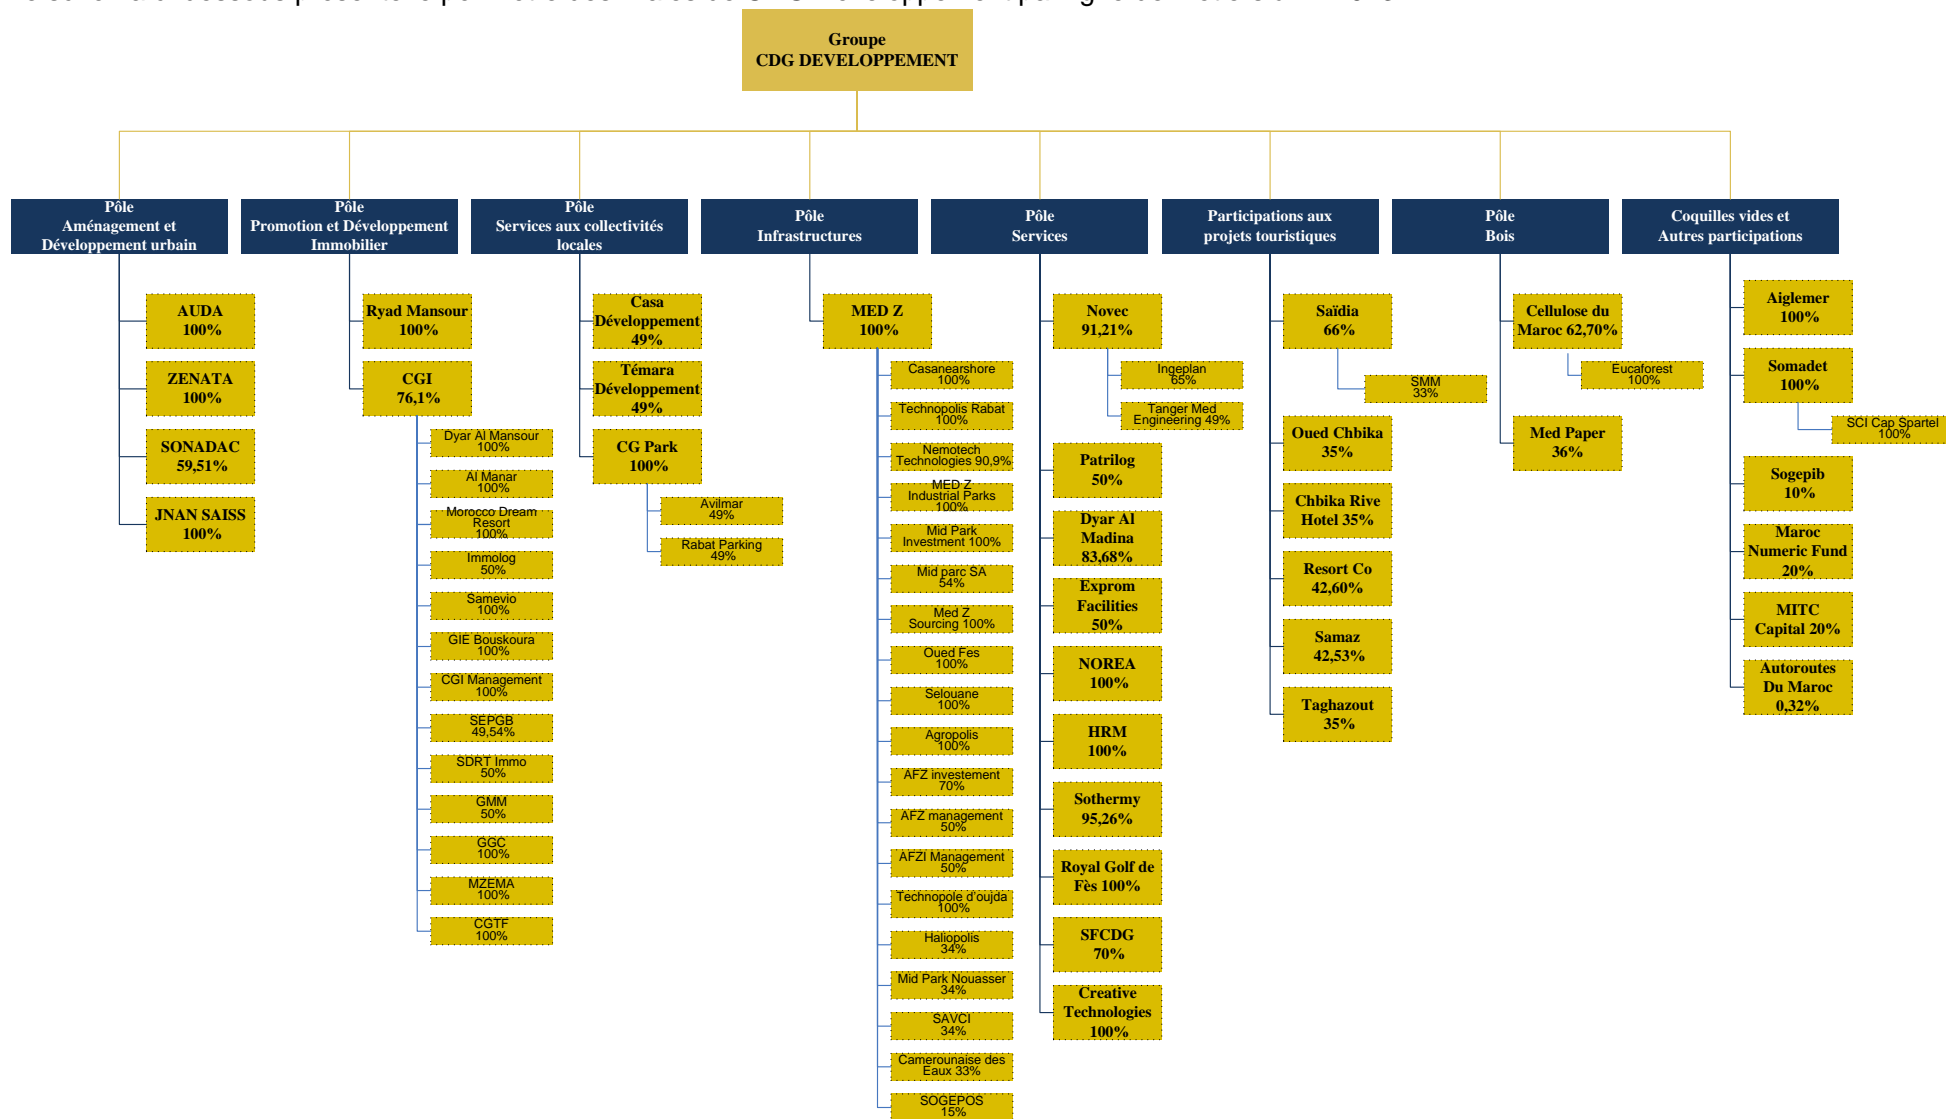 Groupe
CDG DEVELOPPEMENT
Pôle
Aménagement et
Développement urbain
Pôle
Promotion et Développement
Immobilier
Pôle
Services aux collectivités
locales
Pôle
Infrastructures
Pôle
Services
Participations aux
projets touristiques
Pôle
Bois
Coquilles vides et
Autres participations
AUDA
100%
ZENATA
100%
SONADAC
59,51%
JNAN SAISS
100%
Ryad Mansour
100%
CGI
76,1%
Dyar Al Mansour
100%
Al Manar
100%
Morocco Dream
Resort
100%
Immolog
50%
Samevio
100%
GIE Bouskoura
100%
CGI Management
100%
SEPGB
49,54%
SDRT Immo
50%
GMM
50%
GGC
100%
MZEMA
100%
CGTF
100%
Casa
Développement
49%
Témara
Développement
49%
CG Park
100%
Avilmar
49%
Rabat Parking
49%
MED Z
100%
Casanearshore
100%
Technopolis Rabat
100%
Nemotech
Technologies 90,9%
MED Z
Industrial Parks
100%
Mid Park
Investment 100%
Mid parc SA
54%
Med Z
Sourcing 100%
Oued Fes
100%
Selouane
100%
Agropolis
100%
AFZ investement
70%
AFZ management
50%
AFZI Management
50%
Technopole d'oujda
100%
Haliopolis
34%
Mid Park Nouasser
34%
SAVCI
34%
Camerounaise des
Eaux 33%
SOGEPOS
15%
Novec
91,21%
Ingeplan
65%
Tanger Med
Engineering 49%
Patrilog
50%
Dyar Al
Madina
83,68%
Exprom
Facilities
50%
NOREA
100%
HRM
100%
Sothermy
95,26%
Royal Golf de
Fès 100%
SFCDG
70%
Creative
Technologies
100%
Saïdia
66%
SMM
33%
Oued Chbika
35%
Chbika Rive
Hotel 35%
Resort Co
42,60%
Samaz
42,53%
Taghazout
35%
Cellulose du
Maroc 62,70%
Eucaforest
100%
Med Paper
36%
Aiglemer
100%
Somadet
100%
SCI Cap Spartel
100%
Sogepib
10%
Maroc
Numeric Fund
20%
MITC
Capital 20%
Autoroutes
Du Maroc
0,32%